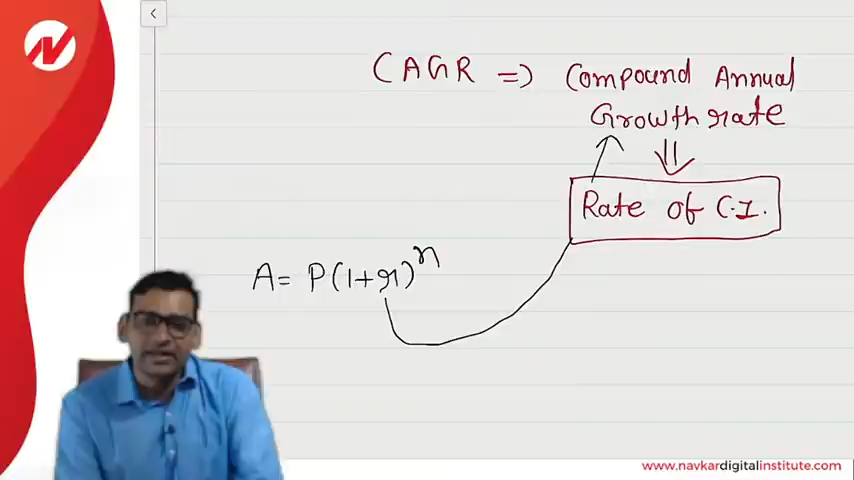 CAGR => Compound Annual
Growth rate
Rate of C.I.
A = P(1+r)^n
www.navkardigitalinstitute.com